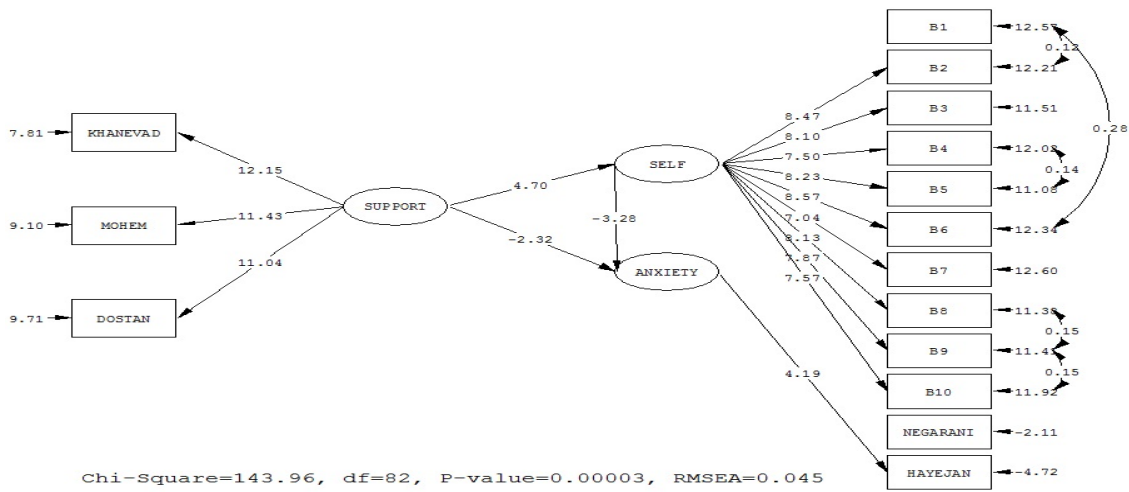 B1
12.57
0.12
B2
12.21
8.47
B3
11.51
8.10
7.81
KHANEVAD
12.15
B4
12.02
0.28
7.50
SELF
0.14
8.23
B5
11.08
4.70
8.57
SUPPORT
9.10
MOHEM
11.43
-3.28
7.04
B6
12.34
-2.32
8.13
7.87
11.04
ANXIETY
B7
12.60
7.57
9.71
DOSTAN
B8
11.38
0.15
B9
0.15
4.19
B10
11.92
NEGARANI
-2.11
HAYEJAN
-4.72
Chi-Square=143.96, df=82, P-value=0.00003, RMSEA=0.045